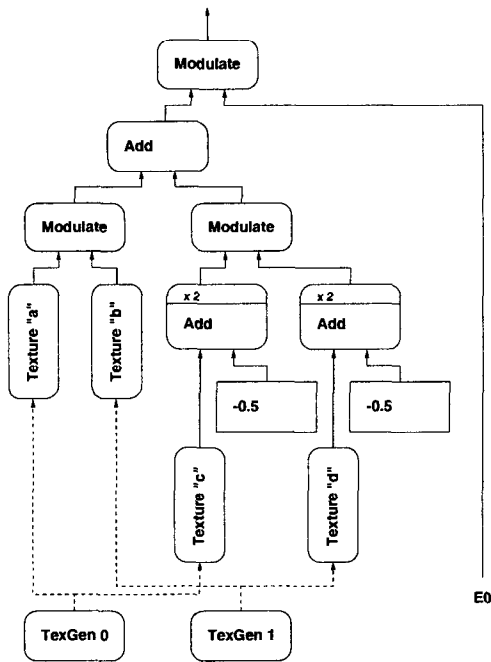 Modulate
Add
Modulate
Modulate
Texture "a"
Texture "b"
x 2
Add
x 2
Add
-0.5
-0.5
Texture "c"
Texture "d"
E0
TexGen 0
TexGen 1